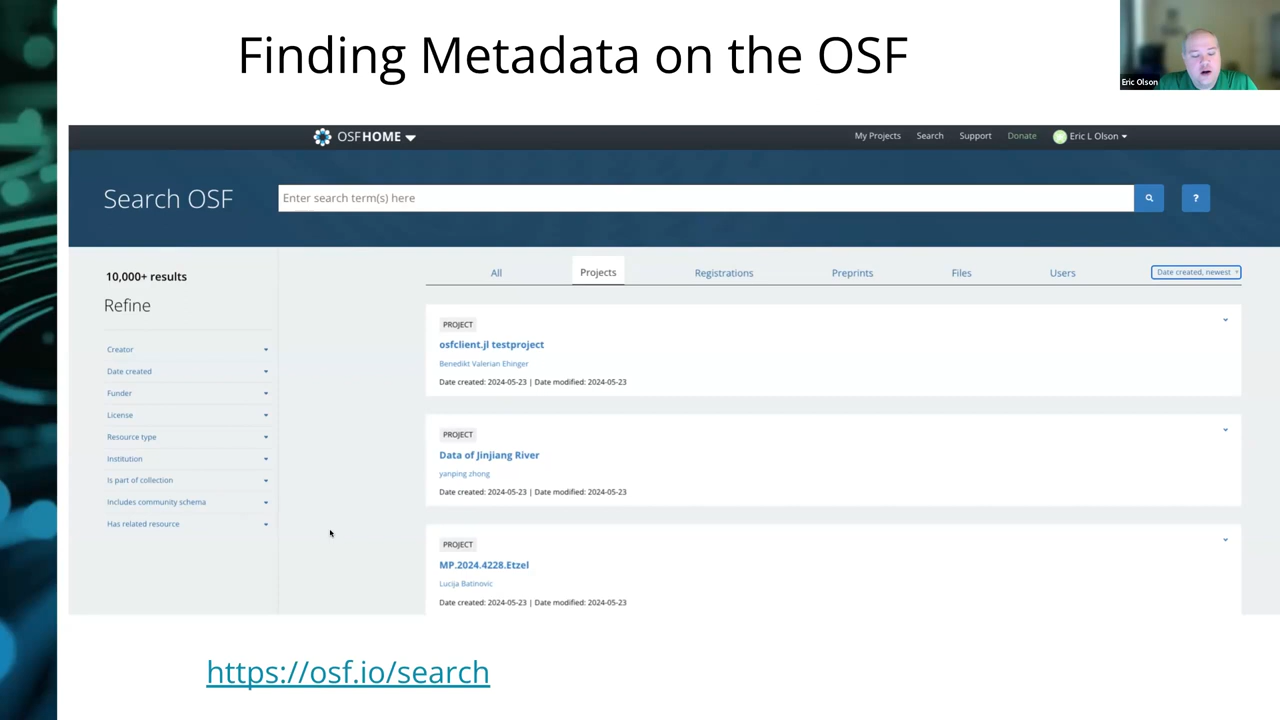 Finding Metadata on the OSF
Eric Olson
OSFHOME
My Projects Search Support Donate Eric L Olson
Search OSF
Enter search term(s) here
?
10,000+ results
Refine
Creator
Date created
Funder
License
Resource type
Institution
Is part of collection
Includes community schema
Has related resource
All Projects Registrations Preprints Files Users
Date created, newest
PROJECT
osfclient.jl testproject
Benedikt Valerian Ehinger
Date created: 2024-05-23 | Date modified: 2024-05-23
PROJECT
Data of Jinjiang River
yanping zhong
Date created: 2024-05-23 | Date modified: 2024-05-23
PROJECT
MP.2024.4228.Etzel
Lucija Batinovic
Date created: 2024-05-23 | Date modified: 2024-05-23
https://osf.io/search